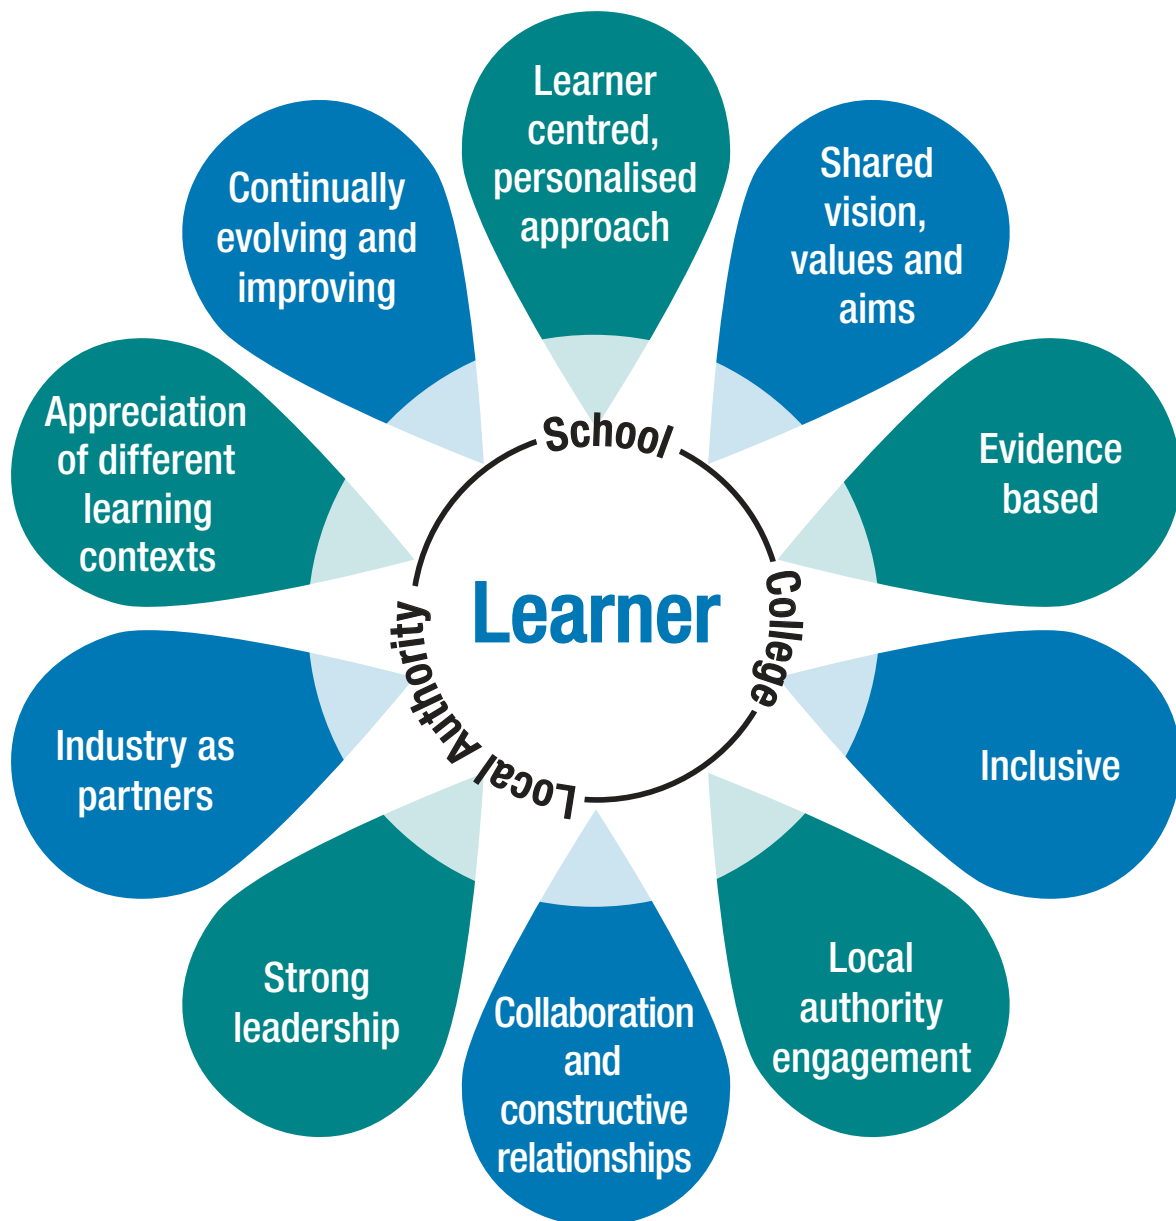 Learner
centred,
personalised
approach
Shared
vision,
values and
aims
Evidence
based
Inclusive
Local
authority
engagement
Collaboration
and
constructive
relationships
Strong
leadership
Industry as
partners
Appreciation
of different
learning
contexts
Continually
evolving and
improving
School
College
Local Authority
Learner